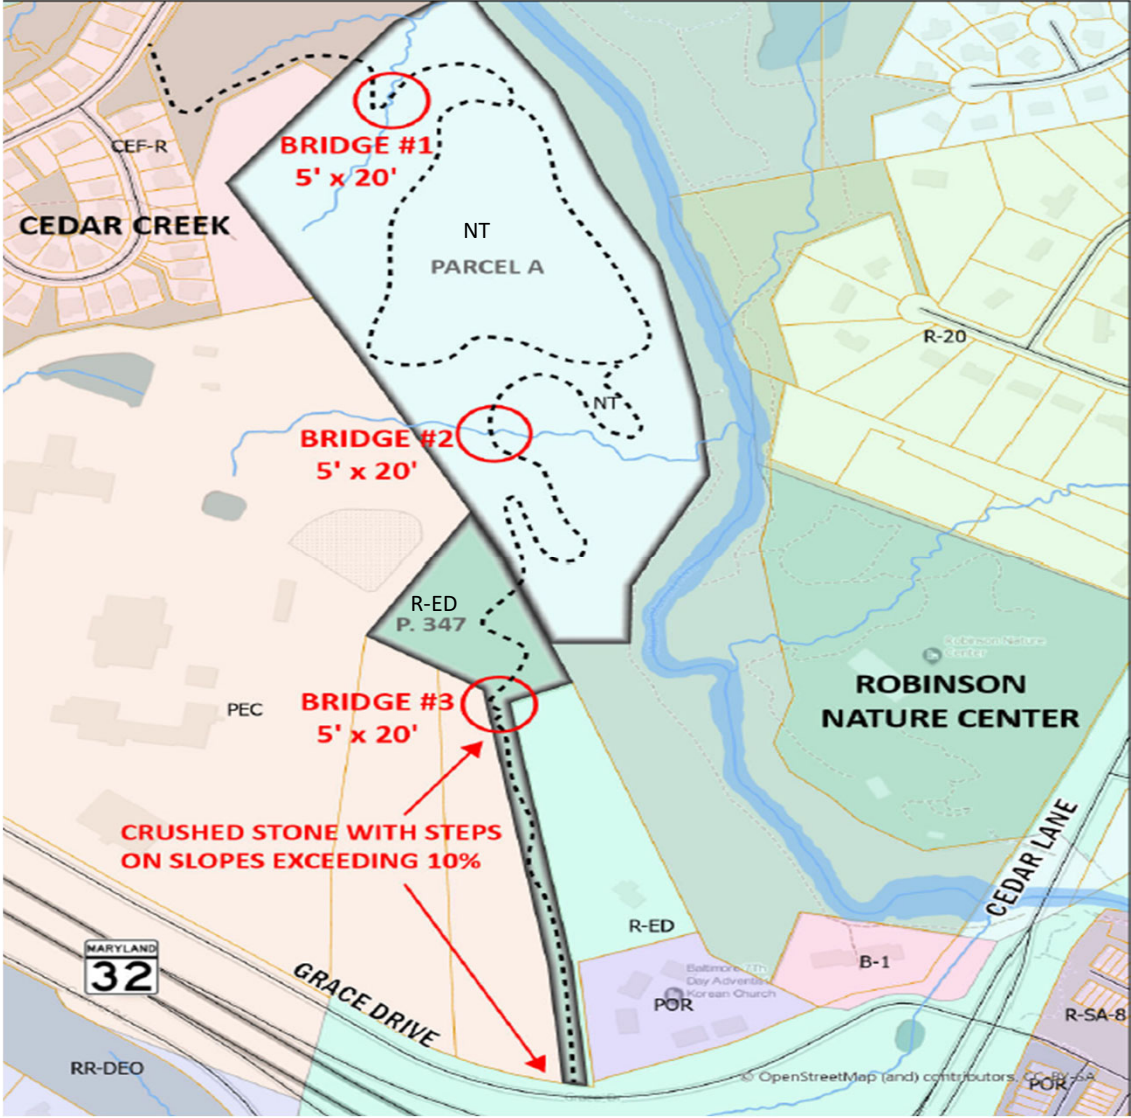 BRIDGE #1
5' x 20'
CEF-R
CEDAR CREEK
NT
PARCEL A
R-20
NT
BRIDGE #2
5' x 20'
R-ED
P. 347
Robinson Nature
Center
ROBINSON
NATURE CENTER
PEC
BRIDGE #3
5' x 20'
CRUSHED STONE WITH STEPS
ON SLOPES EXCEEDING 10%
CEDAR LANE
R-ED
B-1
MARYLAND
32
GRACE DRIVE
Baltimore 7Th
Day Adventis
Korean Church
POR
R-SA-8
RR-DEO
© OpenStreetMap (and) contributors, CC-BY-SA
POR
Grace Dr